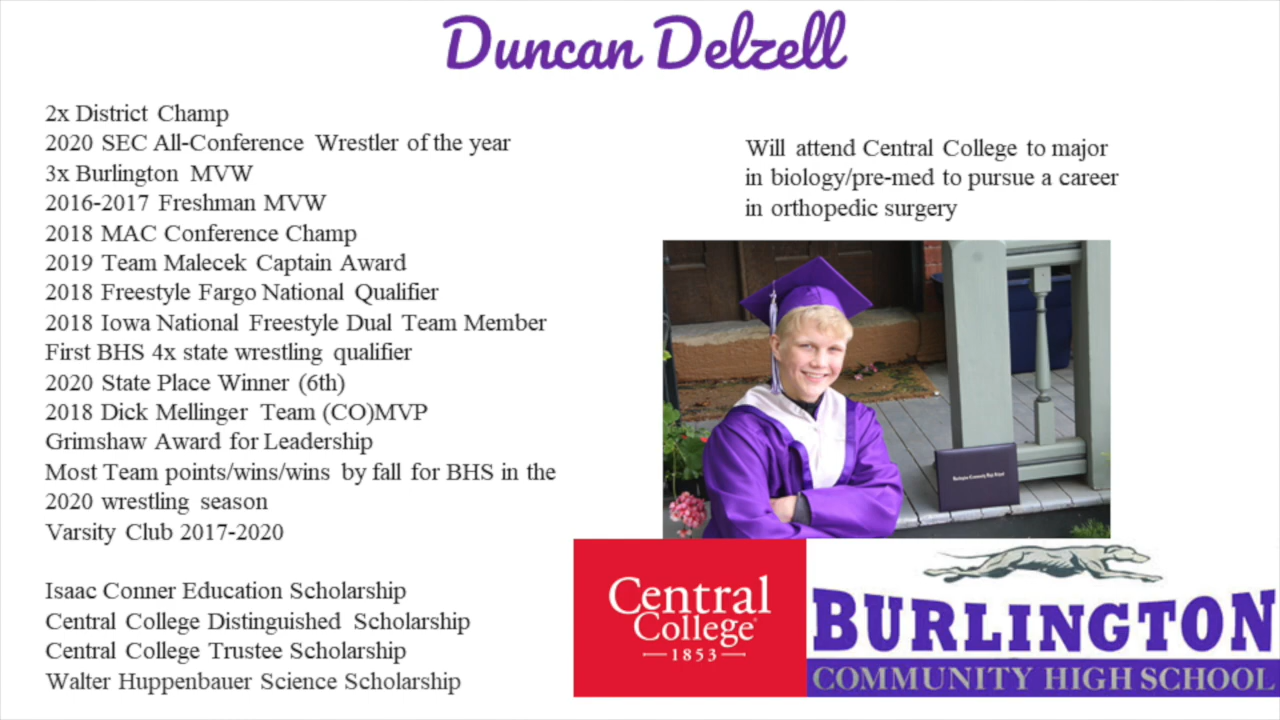 Duncan Delzell
2x District Champ
2020 SEC All-Conference Wrestler of the year
3x Burlington MVW
2016-2017 Freshman MVW
2018 MAC Conference Champ
2019 Team Malecek Captain Award
2018 Freestyle Fargo National Qualifier
2018 Iowa National Freestyle Dual Team Member
First BHS 4x state wrestling qualifier
2020 State Place Winner (6th)
2018 Dick Mellinger Team (CO)MVP
Grimshaw Award for Leadership
Most Team points/wins/wins by fall for BHS in the
2020 wrestling season
Varsity Club 2017-2020
Isaac Conner Education Scholarship
Central College Distinguished Scholarship
Central College Trustee Scholarship
Walter Huppenbauer Science Scholarship
Will attend Central College to major
in biology/pre-med to pursue a career
in orthopedic surgery
Burlington Community High School
Central
College
1853
BURLINGTON
COMMUNITY HIGH SCHOOL